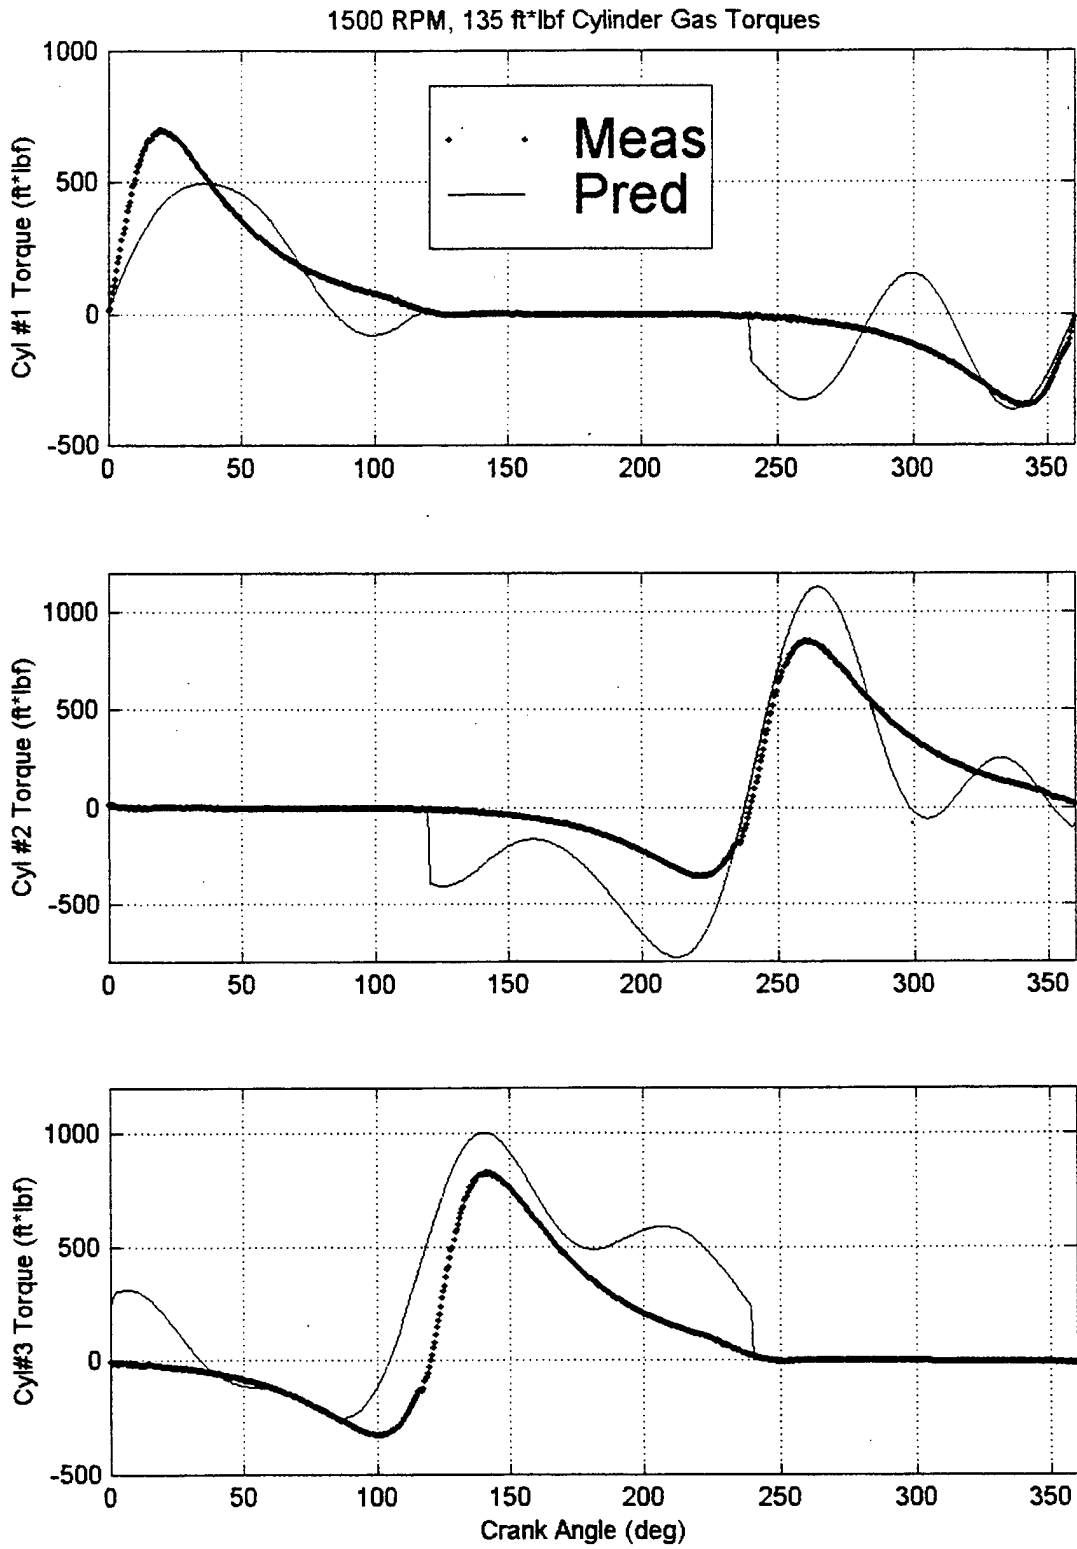 1500 RPM, 135 ft*lbf Cylinder Gas Torques
1000
500
0
-500
Cyl #1 Torque (ft*lbf)
Meas
Pred
0 50 100 150 200 250 300 350
1000
500
0
-500
Cyl #2 Torque (ft*lbf)
0 50 100 150 200 250 300 350
1000
500
0
-500
Cyl#3 Torque (ft*lbf)
0 50 100 150 200 250 300 350
Crank Angle (deg)